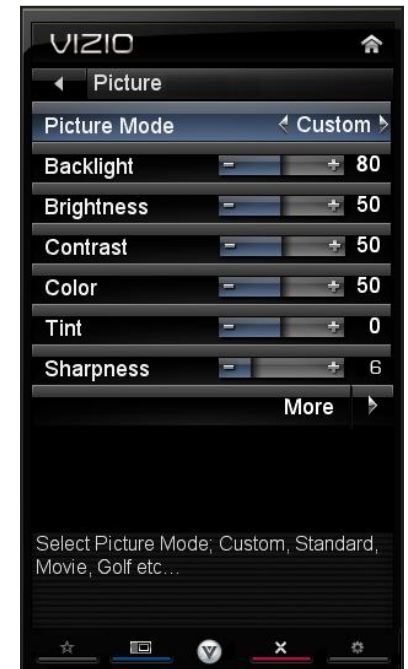 VIZIO
Picture
Picture Mode Custom
Backlight 80
Brightness 50
Contrast 50
Color 50
Tint 0
Sharpness 6
More
Select Picture Mode; Custom, Standard,
Movie, Golf etc...
V